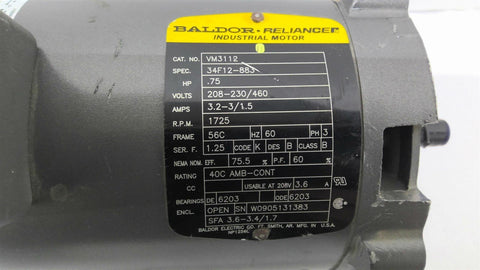 BALDOR · RELIANCE
INDUSTRIAL MOTOR
CAT. NO. VM3112
SPEC. 34F12-883
HP .75
VOLTS 208-230/460
AMPS 3.2-3/1.5
R.P.M. 1725
FRAME 56C HZ 60 PH 3
SER. F. 1.25 CODE K DES B CLASS B
NEMA NOM. EFF. 75.5 % P.F. 60 %
RATING 40C AMB-CONT
CC USABLE AT 208V 3.6 A
BEARINGS DE 6203 ODE 6203
ENCL. OPEN SN W0905131383
SFA 3.6-3.4/1.7
BALDOR ELECTRIC CO. FT. SMITH, AR. MFG. IN U.S.A.